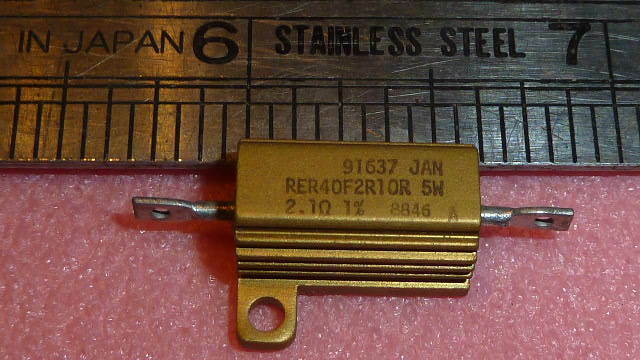 IN JAPAN 6 STAINLESS STEEL 7
91637 JAN
RER40F2R10R 5W
2.1Ω 1% 8846 A